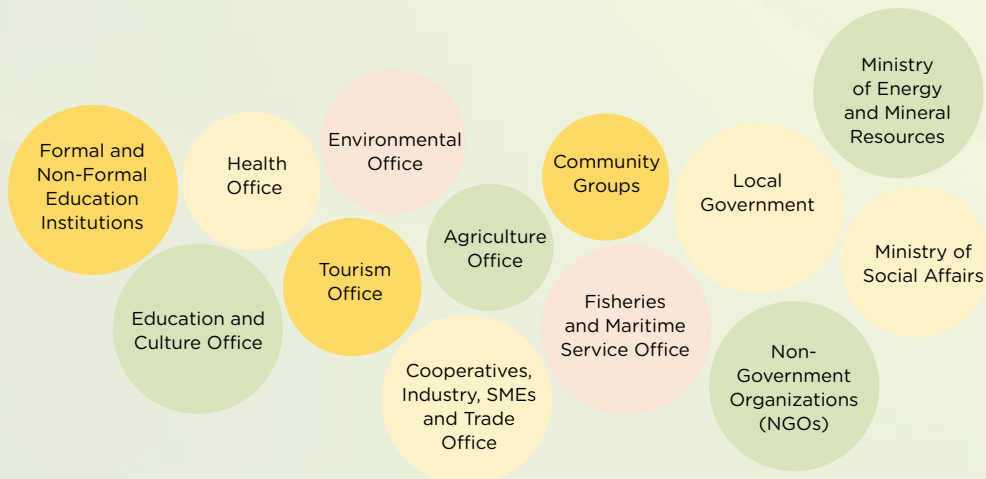 Formal and
Non-Formal
Education
Institutions
Health
Office
Environmental
Office
Community
Groups
Local
Government
Ministry
of Energy
and Mineral
Resources
Education and
Culture Office
Tourism
Office
Agriculture
Office
Cooperatives,
Industry, SMEs
and Trade
Office
Fisheries
and Maritime
Service Office
Non-
Government
Organizations
(NGOs)
Ministry of
Social Affairs